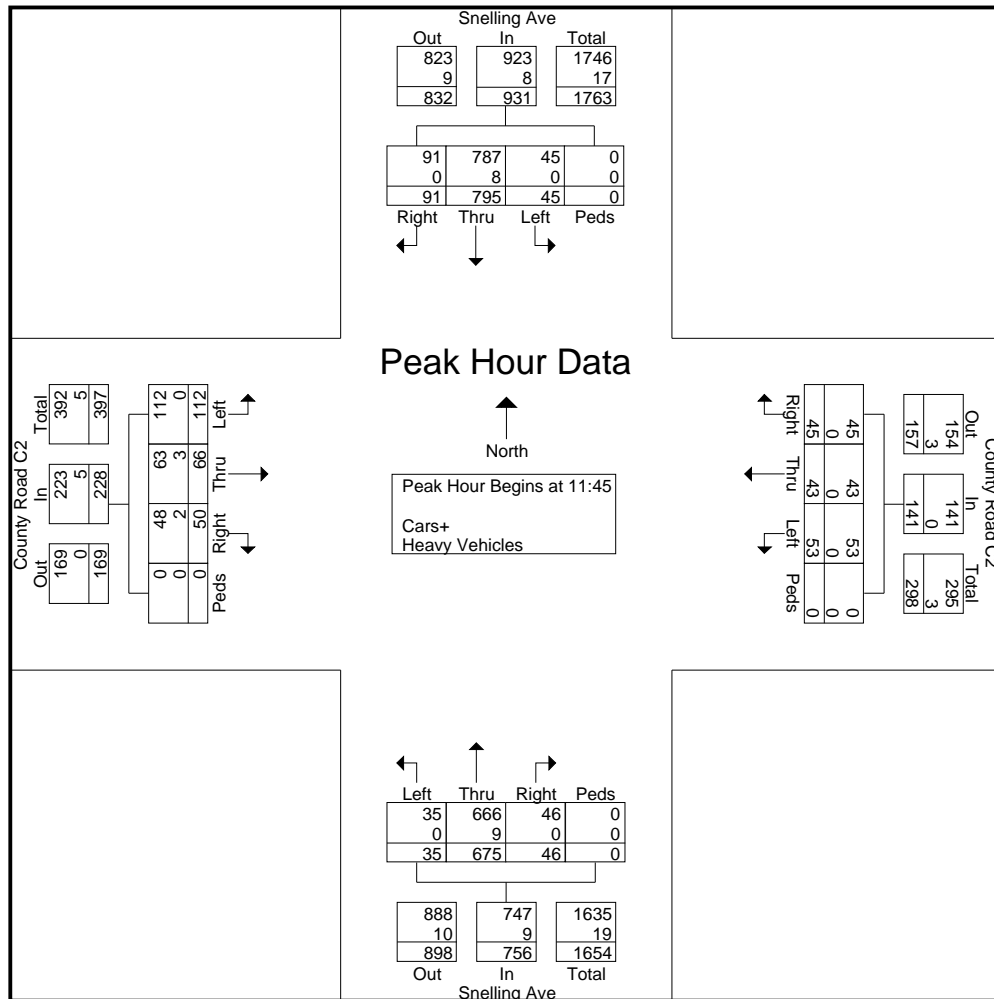 Snelling Ave
Out In Total
823 923 1746
9 8 17
832 931 1763
91 787 45 0
0 8 0 0
91 795 45 0
Right Thru Left Peds
Peak Hour Data
North
Peak Hour Begins at 11:45
Cars+
Heavy Vehicles
County Road C2
Out In Total
169 223 392
0 5 5
169 228 397
0 48 63 112
0 2 3 0
0 50 66 112
Peds Right Thru Left
County Road C2
Out In Total
154 141 295
3 0 3
157 141 298
45 43 53 0
0 0 0 0
45 43 53 0
Right Thru Left Peds
Left Thru Right Peds
35 666 46 0
0 9 0 0
35 675 46 0
888 747 1635
10 9 19
898 756 1654
Out In Total
Snelling Ave